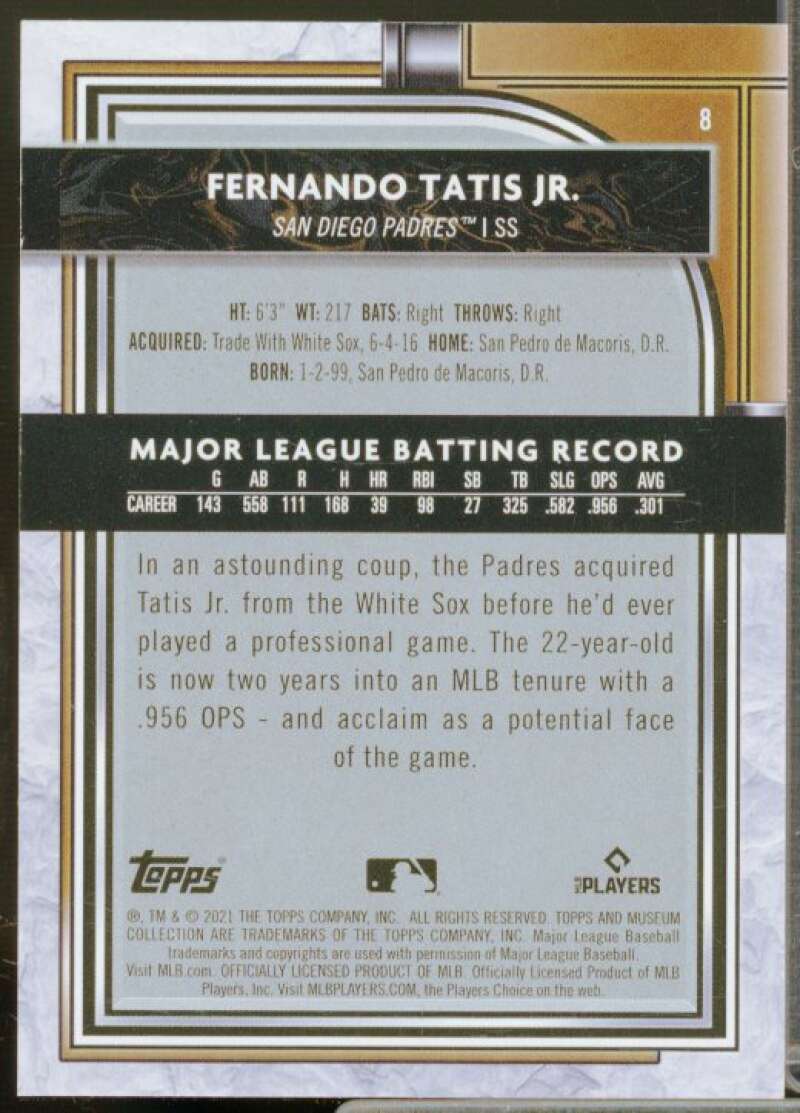 8
FERNANDO TATIS JR.
SAN DIEGO PADRES™ | SS
HT: 6'3" WT: 217 BATS: Right THROWS: Right
ACQUIRED: Trade With White Sox, 6-4-16 HOME: San Pedro de Macoris, D.R.
BORN: 1-2-99, San Pedro de Macoris, D.R.
MAJOR LEAGUE BATTING RECORD
G AB R H HR RBI SB TB SLG OPS AVG
CAREER 143 558 111 168 39 98 27 325 .582 .956 .301
In an astounding coup, the Padres acquired
Tatis Jr. from the White Sox before he'd ever
played a professional game. The 22-year-old
is now two years into an MLB tenure with a
.956 OPS - and acclaim as a potential face
of the game.
Topps® PLAYERS
®, TM & © 2021 THE TOPPS COMPANY, INC. ALL RIGHTS RESERVED. TOPPS AND MUSEUM
COLLECTION ARE TRADEMARKS OF THE TOPPS COMPANY, INC. Major League Baseball
trademarks and copyrights are used with permission of Major League Baseball.
Visit MLB.com. OFFICIALLY LICENSED PRODUCT OF MLB. Officially Licensed Product of MLB
Players, Inc. Visit MLBPLAYERS.COM, the Players Choice on the web.